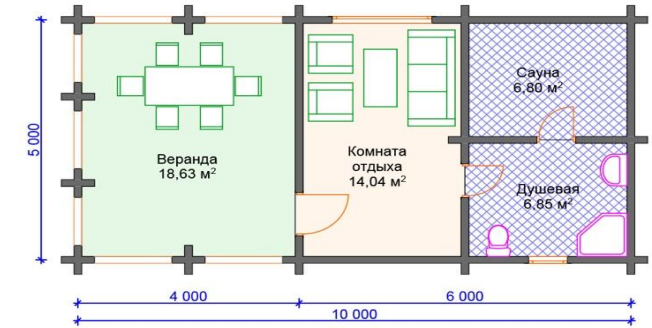 Сауна
6,80 м²
Веранда
18,63 м²
Комната
отдыха
14,04 м²
Душевая
6,85 м²
5 000
4 000
6 000
10 000